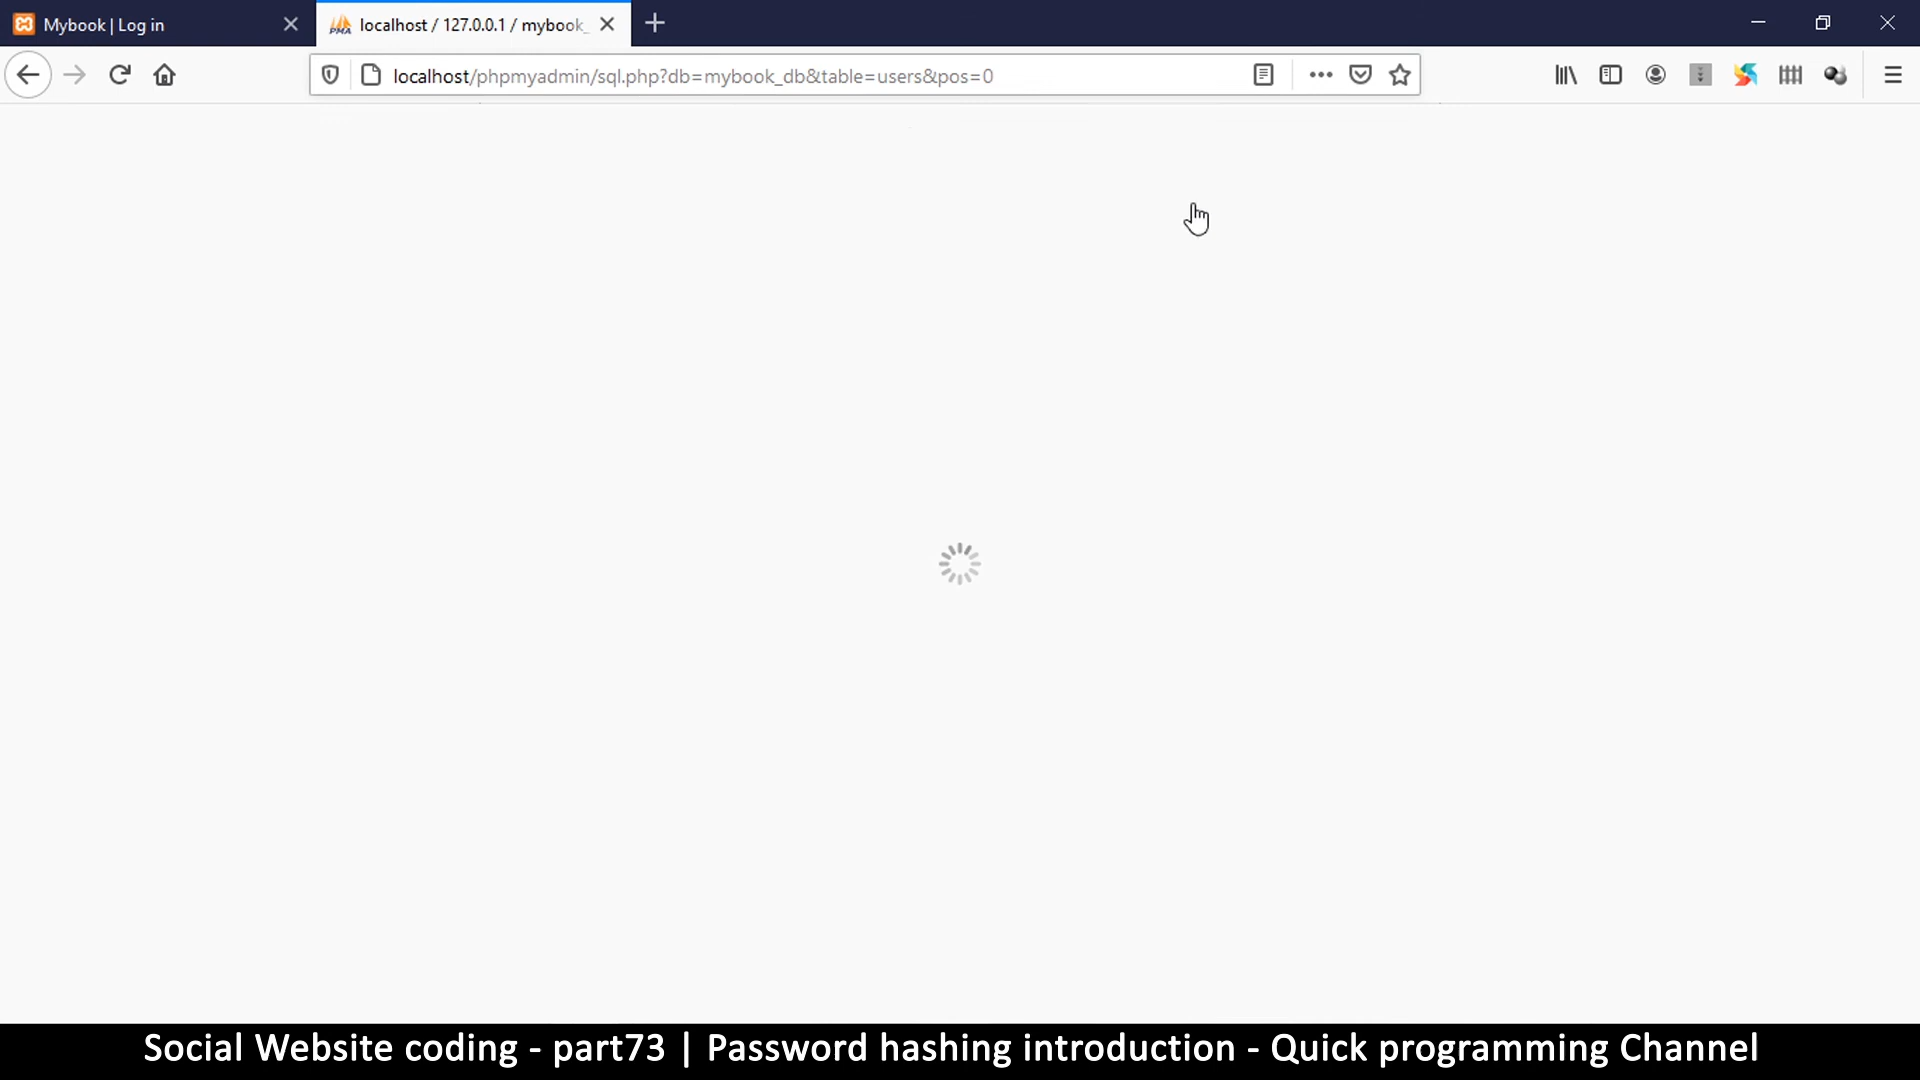 Mybook | Log in
PMA
localhost / 127.0.0.1 / mybook_
localhost/phpmyadmin/sql.php?db=mybook_db&table=users&pos=0
Social Website coding - part73 | Password hashing introduction - Quick programming Channel